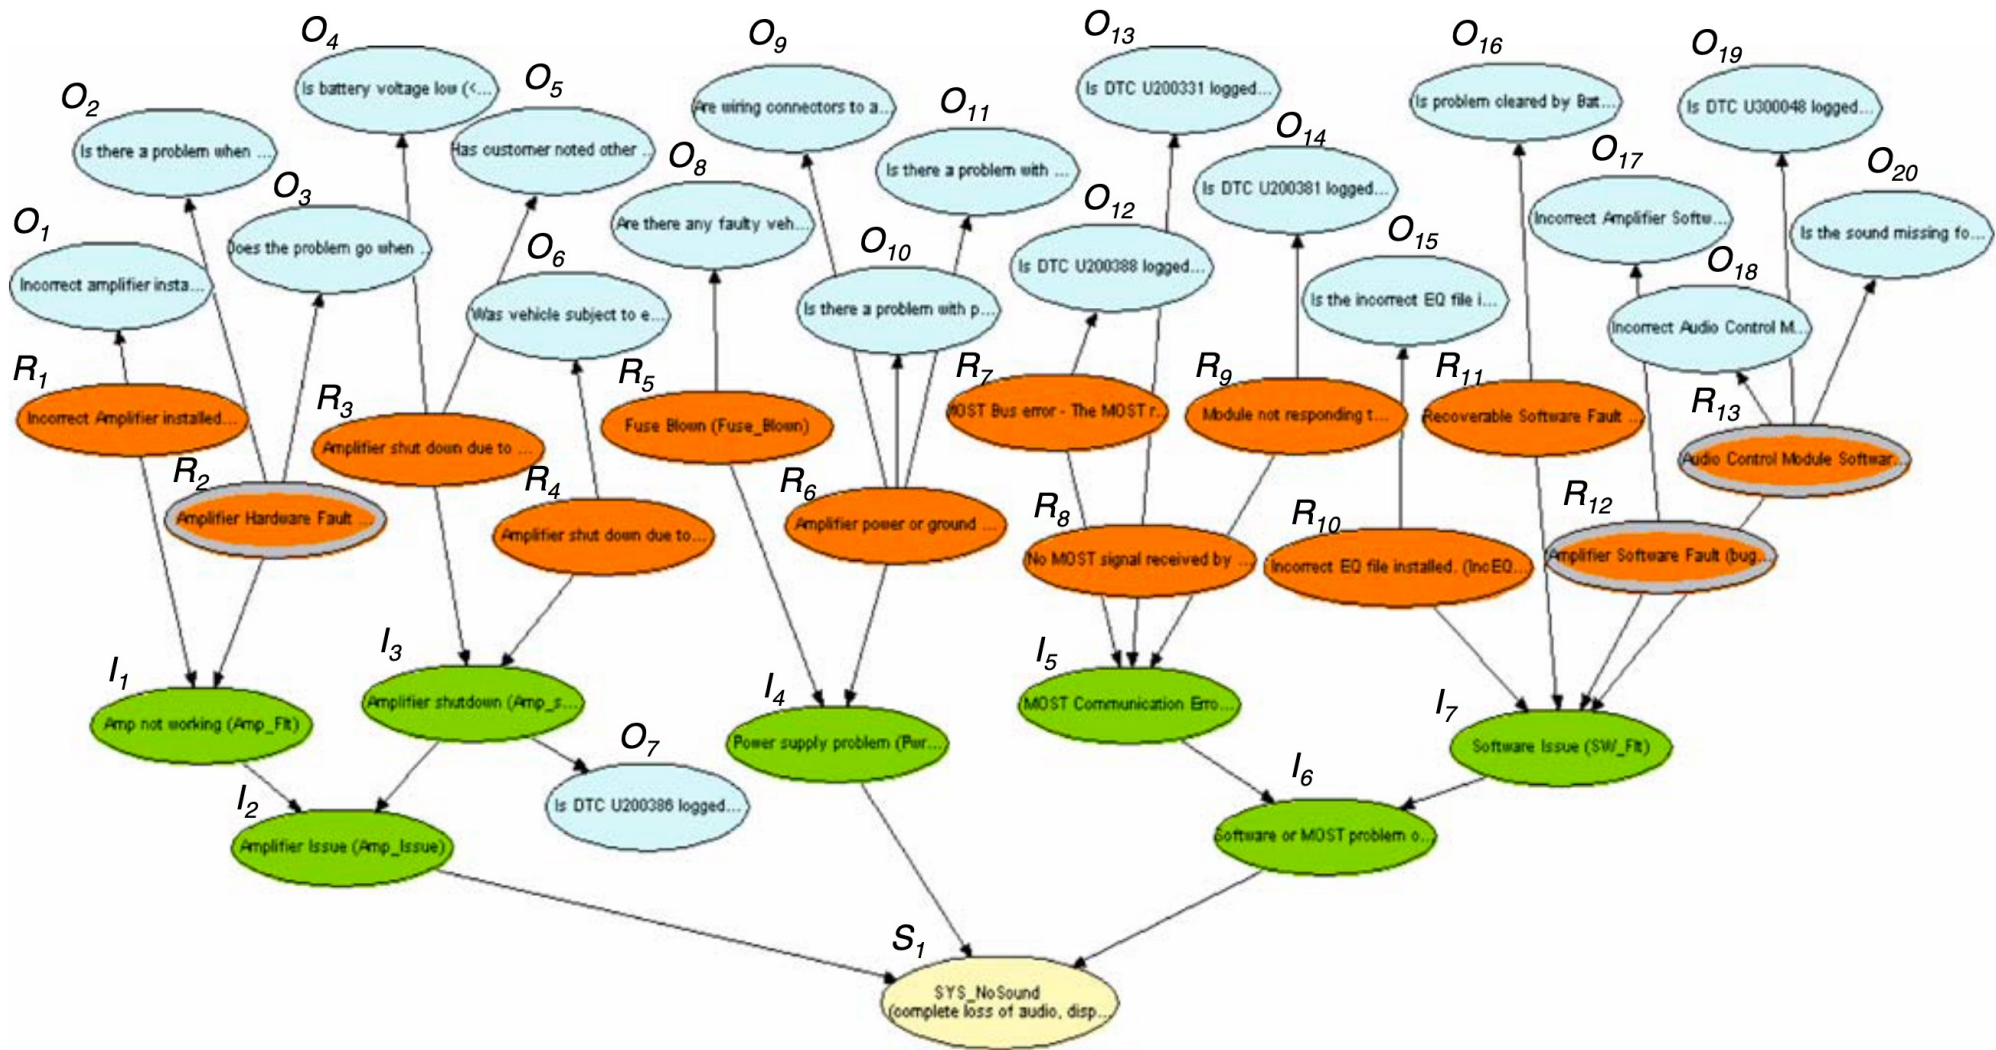 O4
Is battery voltage low (<...
O9
Are wiring connectors to a...
O13
Is DTC U200331 logged...
O16
Is problem cleared by Bat...
O19
Is DTC U300048 logged...
O2
Is there a problem when ...
O5
Has customer noted other ...
O11
Is there a problem with ...
O14
Is DTC U200381 logged...
O17
Incorrect Amplifier Softw...
O20
Is the sound missing fo...
O1
Incorrect amplifier insta...
O3
Does the problem go when ...
O8
Are there any faulty veh...
O12
Is DTC U200388 logged...
O6
Was vehicle subject to e...
O10
Is there a problem with p...
O15
Is the incorrect EQ file i...
O18
Incorrect Audio Control M...
R1
Incorrect Amplifier installed...
R3
Amplifier shut down due to ...
R5
Fuse Blown (Fuse_Blown)
R7
MOST Bus error - The MOST r...
R9
Module not responding t...
R11
Recoverable Software Fault ...
R13
Audio Control Module Softwar...
R2
Amplifier Hardware Fault ...
R4
Amplifier shut down due to...
R6
Amplifier power or ground ...
R8
No MOST signal received by ...
R10
Incorrect EQ file installed. (IncEQ...
R12
Amplifier Software Fault (bug...
I1
Amp not working (Amp_Flt)
I3
Amplifier shutdown (Amp_s...
I4
Power supply problem (Pwr...
I5
MOST Communication Erro...
I7
Software Issue (SW_Flt)
O7
Is DTC U200386 logged...
I2
Amplifier Issue (Amp_Issue)
I6
Software or MOST problem o...
S1
SYS_NoSound
(complete loss of audio, disp...